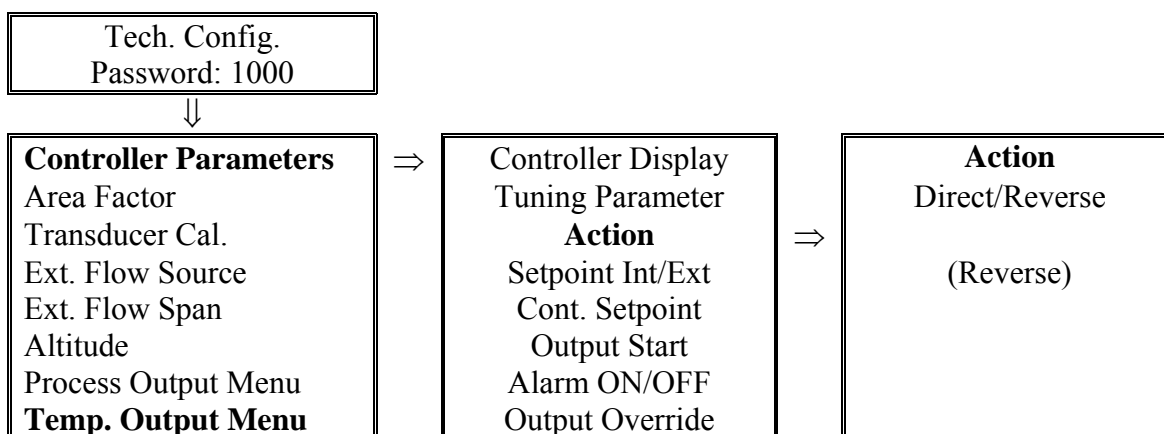 Tech. Config.
Password: 1000
⇓
Controller Parameters
Area Factor
Transducer Cal.
Ext. Flow Source
Ext. Flow Span
Altitude
Process Output Menu
Temp. Output Menu
⇒
Controller Display
Tuning Parameter
Action
Setpoint Int/Ext
Cont. Setpoint
Output Start
Alarm ON/OFF
Output Override
⇒
Action
Direct/Reverse
(Reverse)